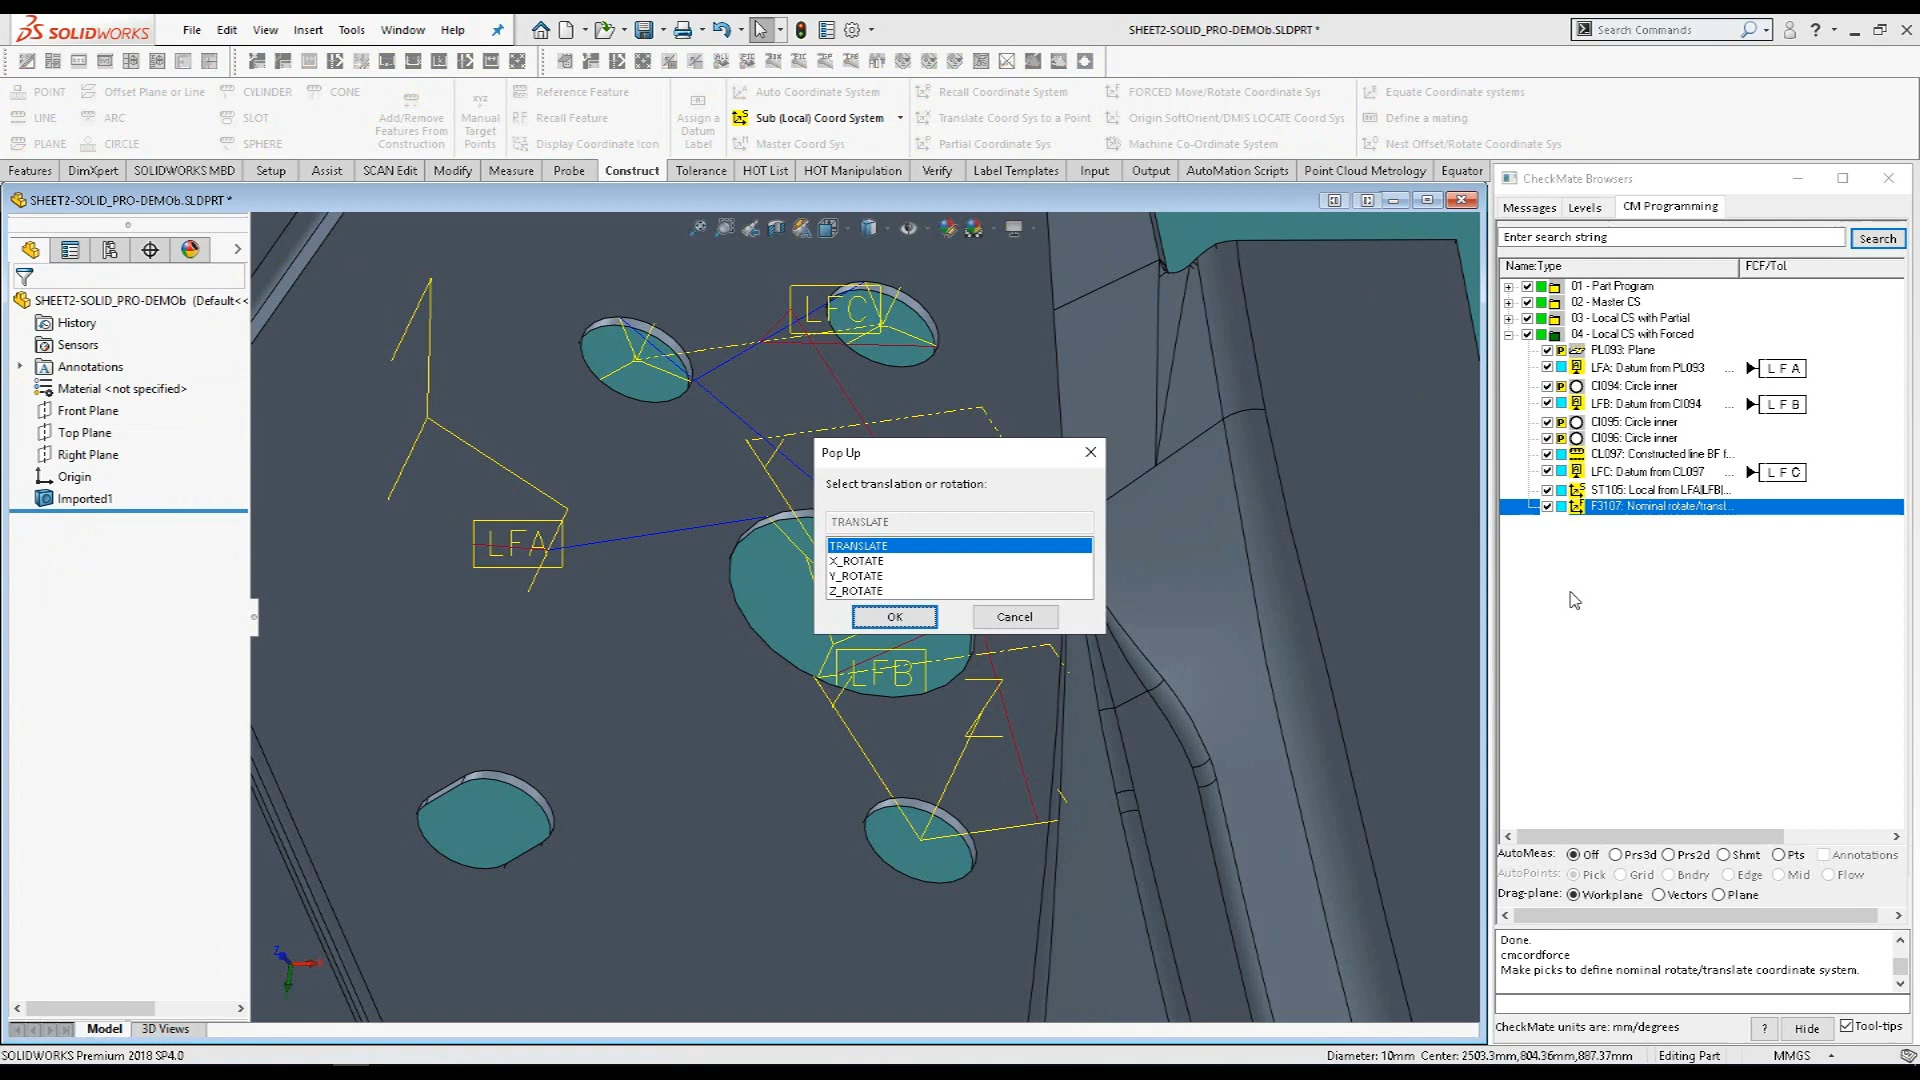 SOLIDWORKS File Edit View Insert Tools Window Help SHEET2-SOLID_PRO-DEMOb.SLDPRT * Search Commands ?
POINT Offset Plane or Line CYLINDER CONE
LINE ARC SLOT
PLANE CIRCLE SPHERE
Add/Remove
Features From
Construction
XYZ
Manual
Target
Points
Reference Feature
RF Recall Feature
Display Coordinate Icon
Assign a
Datum
Label
Auto Coordinate System
Sub (Local) Coord System
Master Coord Sys
Recall Coordinate System
Translate Coord Sys to a Point
Partial Coordinate Sys
FORCED Move/Rotate Coordinate Sys
Origin SoftOrient/DMIS LOCATE Coord Sys
Machine Co-Ordinate System
Equate Coordinate systems
Define a mating
Nest Offset/Rotate Coordinate Sys
Features DimXpert SOLIDWORKS MBD Setup Assist SCAN Edit Modify Measure Probe Construct Tolerance HOT List HOT Manipulation Verify Label Templates Input Output AutoMation Scripts Point Cloud Metrology Equator
SHEET2-SOLID_PRO-DEMOb.SLDPRT *
SHEET2-SOLID_PRO-DEMOb (Default<<
History
Sensors
Annotations
Material <not specified>
Front Plane
Top Plane
Right Plane
Origin
Imported1
LFC
LFA
LFB
Z
Pop Up
Select translation or rotation:
TRANSLATE
TRANSLATE
X_ROTATE
Y_ROTATE
Z_ROTATE
OK Cancel
CheckMate Browsers
Messages Levels CM Programming
Enter search string Search
Name:Type FCF/Tol
01 - Part Program
02 - Master CS
03 - Local CS with Partial
04 - Local CS with Forced
P PL093: Plane
LFA: Datum from PL093 ... LFA
P CI094: Circle inner
LFB: Datum from CI094 ... LFB
P CI095: Circle inner
P CI096: Circle inner
CL097: Constructed line BF f...
LFC: Datum from CL097 ... LFC
ST105: Local from LFA|LFB|...
F3107: Nominal rotate/transl...
AutoMeas: Off Prs3d Prs2d Shmt Pts Annotations
AutoPoints: Pick Grid Bndry Edge Mid Flow
Drag-plane: Workplane Vectors Plane
Done.
cmcordforce
Make picks to define nominal rotate/translate coordinate system.
CheckMate units are: mm/degrees ? Hide Tool-tips
Model 3D Views
SOLIDWORKS Premium 2018 SP4.0 Diameter: 10mm Center: 2503.3mm,804.36mm,887.37mm Editing Part MMGS